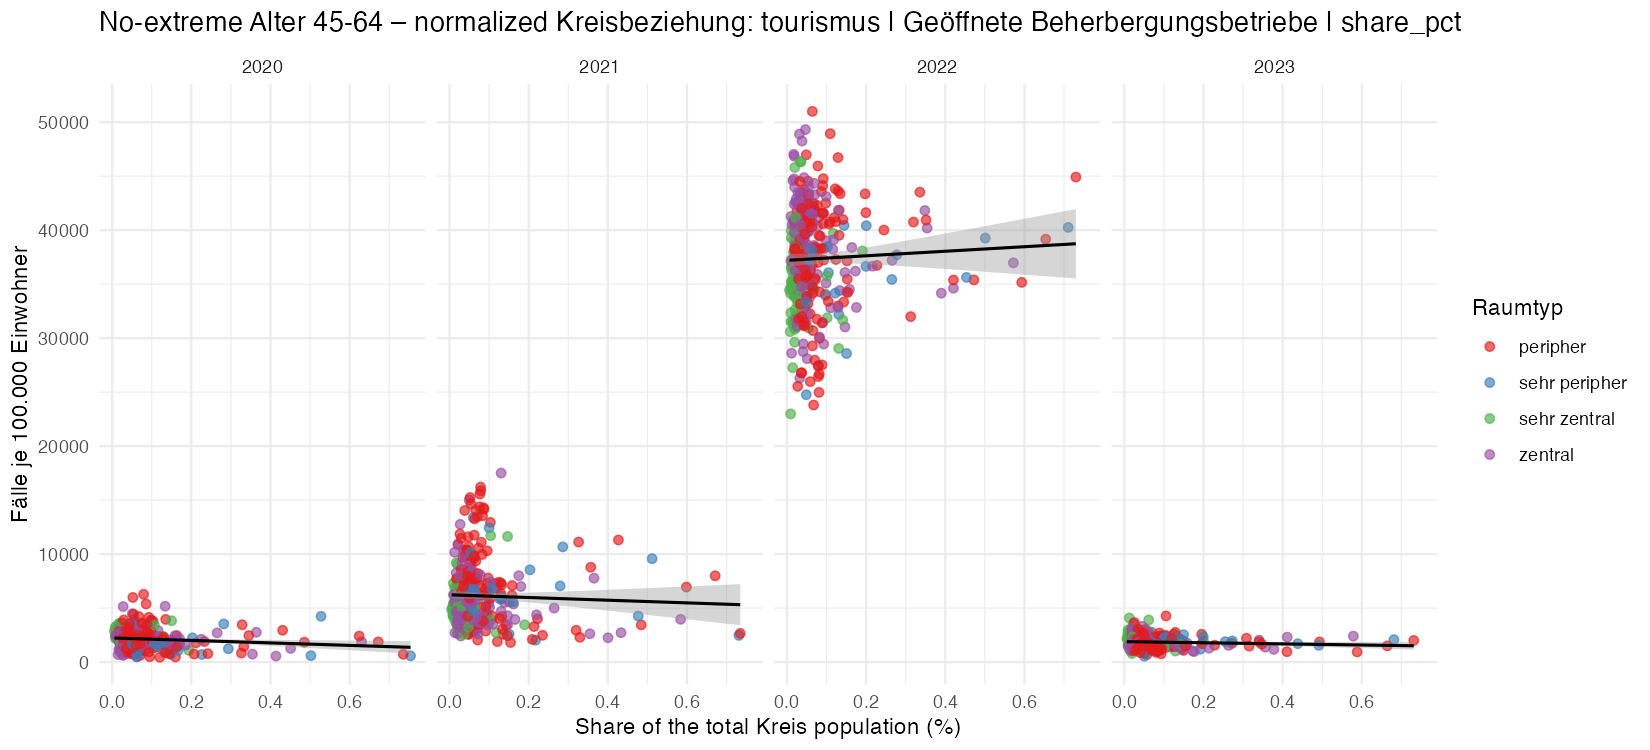 No-extreme Alter 45-64 – normalized Kreisbeziehung: tourismus | Geöffnete Beherbergungsbetriebe | share_pct
2020 2021 2022 2023
50000
40000
30000
20000
10000
0
Fälle je 100.000 Einwohner
0.0 0.2 0.4 0.6 0.0 0.2 0.4 0.6 0.0 0.2 0.4 0.6 0.0 0.2 0.4 0.6
Share of the total Kreis population (%)
Raumtyp
peripher
sehr peripher
sehr zentral
zentral